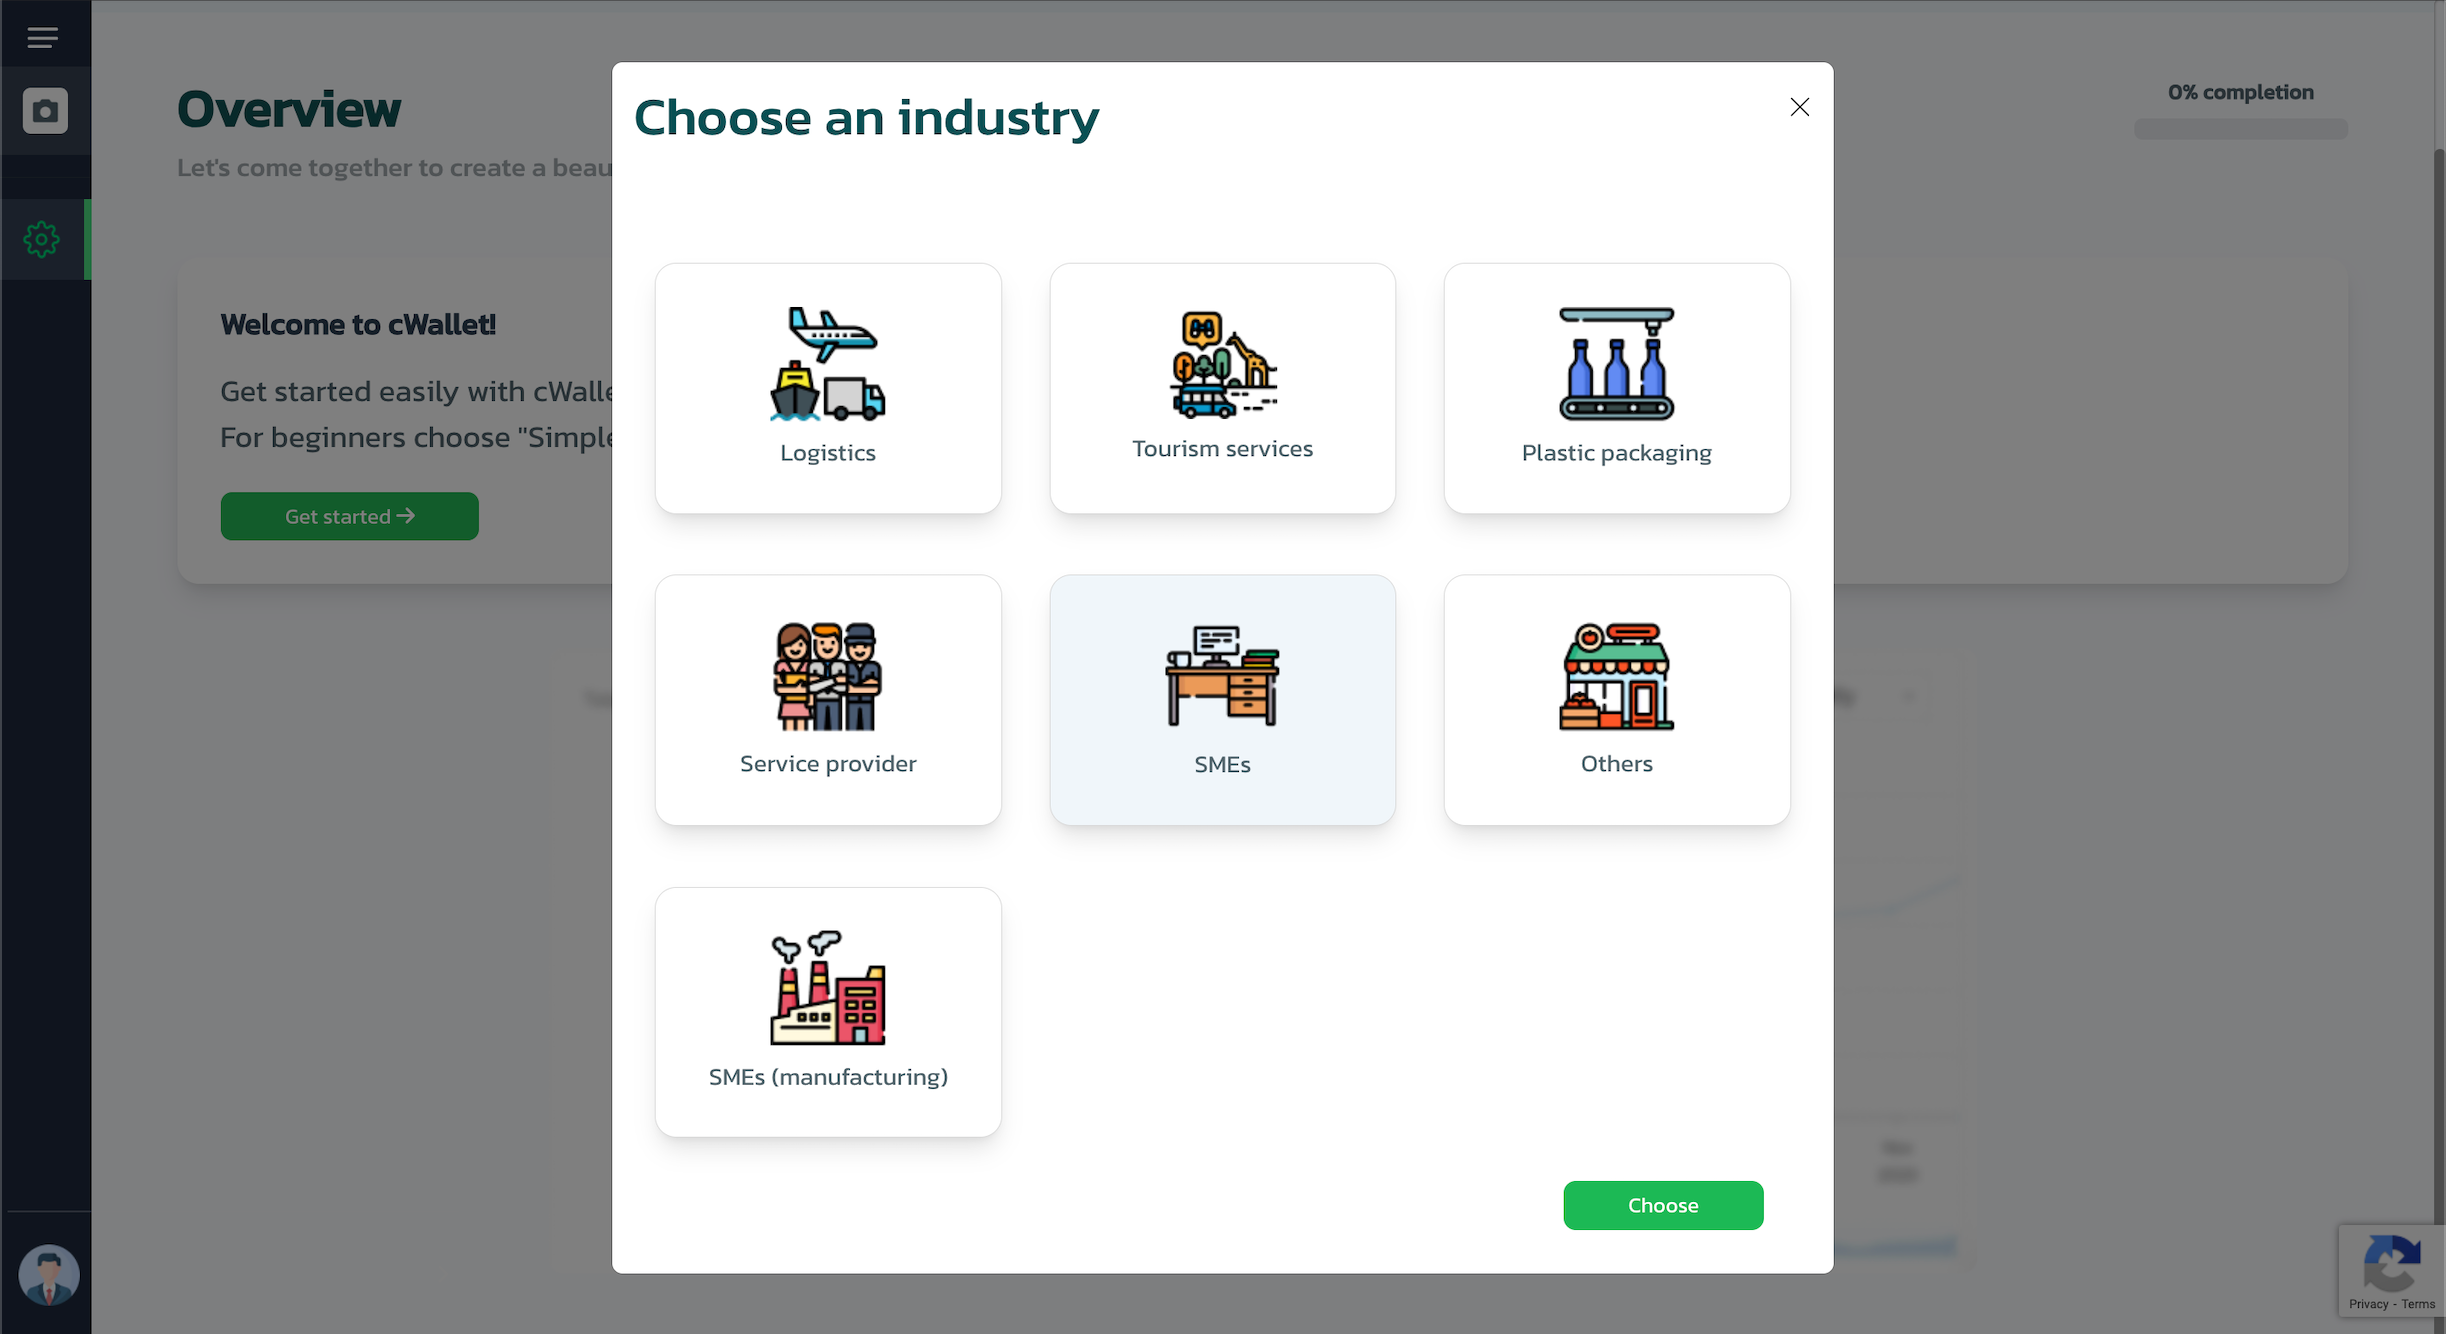 Overview
Let's come together to create a beau
0% completion
Welcome to cWallet!
Get started easily with cWalle
For beginners choose "Simple
Get started
Choose an industry
Logistics
Tourism services
Plastic packaging
Service provider
SMEs
Others
SMEs (manufacturing)
Choose
Privacy - Terms